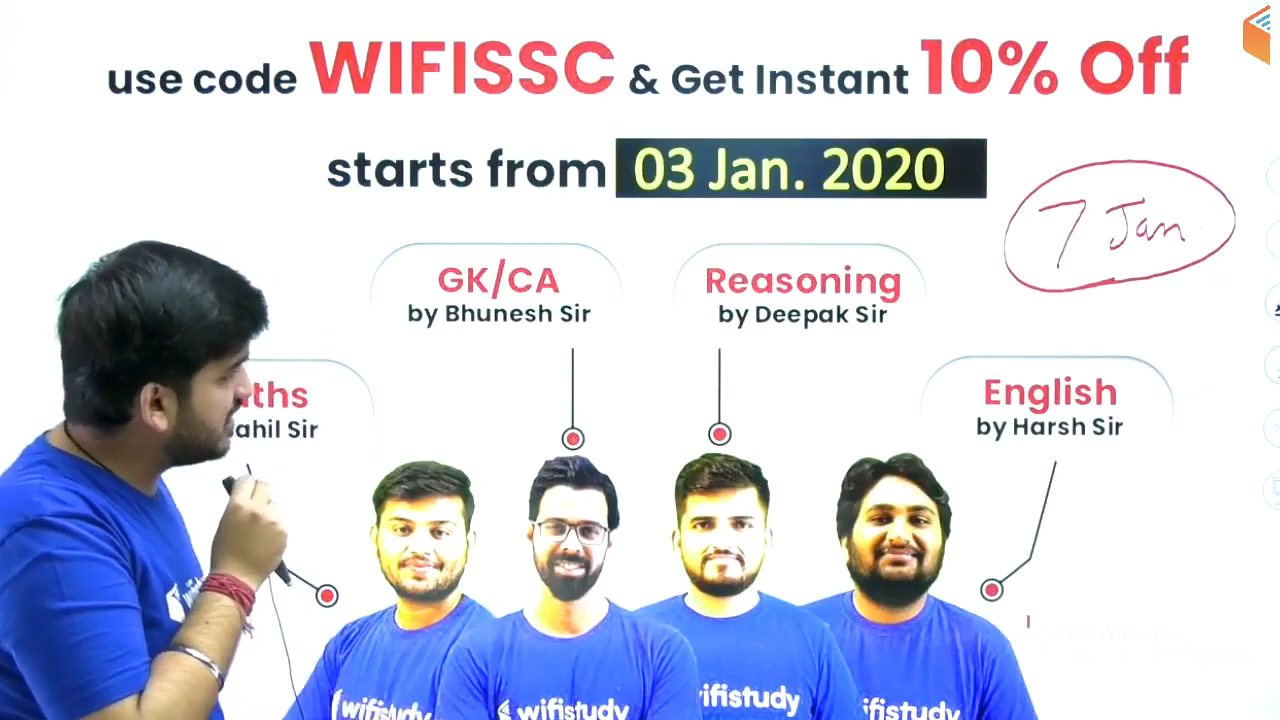 use code WIFISSC & Get Instant 10% Off
starts from 03 Jan. 2020
7 Jan
GK/CA
by Bhunesh Sir
Reasoning
by Deepak Sir
ths
ahil Sir
English
by Harsh Sir
wifistudy
wifistudy
ifistudy
ifistudy